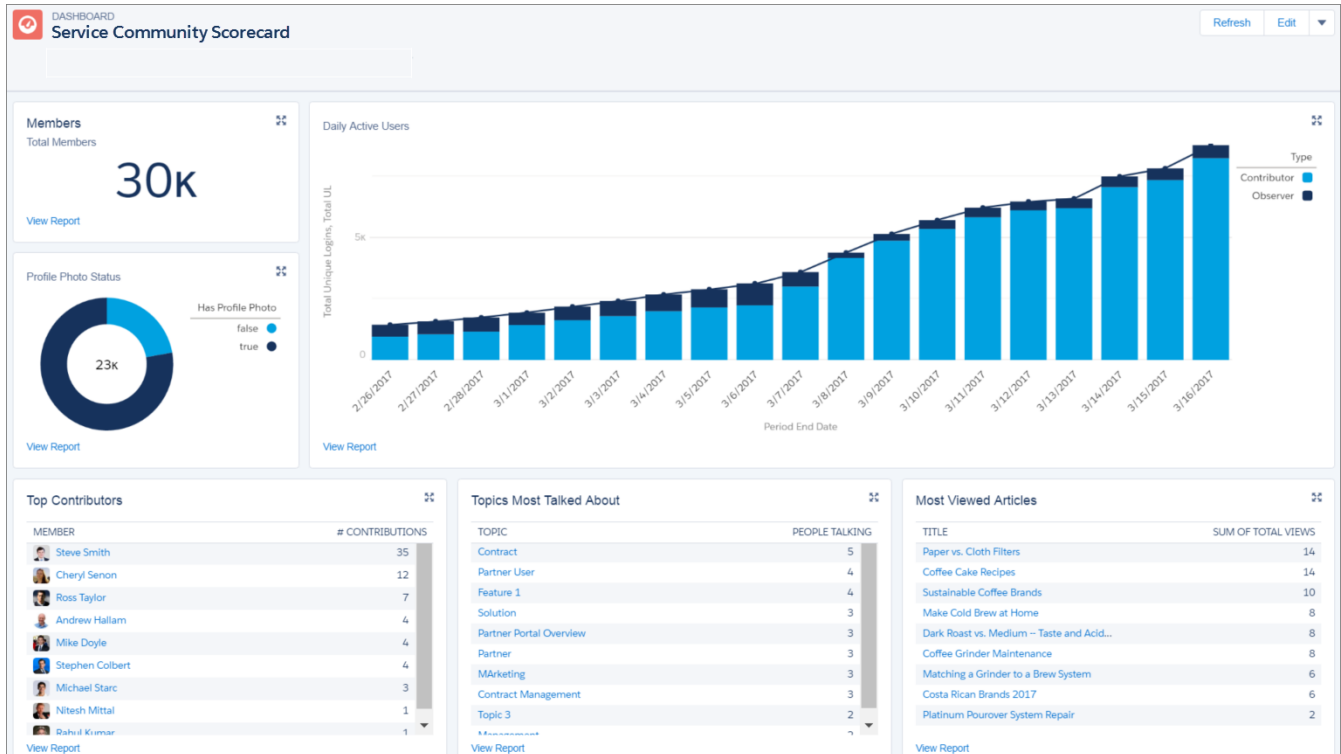 DASHBOARD
Service Community Scorecard
Refresh
Edit
Members
Total Members
30K
View Report
Profile Photo Status
Has Profile Photo
false
true
23K
View Report
Daily Active Users
Type
Contributor
Observer
Total Unique Logins, Total UL
5K
0
2/26/2017
2/27/2017
2/28/2017
3/1/2017
3/2/2017
3/3/2017
3/4/2017
3/5/2017
3/6/2017
3/7/2017
3/8/2017
3/9/2017
3/10/2017
3/11/2017
3/12/2017
3/13/2017
3/14/2017
3/15/2017
3/16/2017
Period End Date
View Report
Top Contributors
MEMBER # CONTRIBUTIONS
Steve Smith 35
Cheryl Senon 12
Ross Taylor 7
Andrew Hallam 4
Mike Doyle 4
Stephen Colbert 4
Michael Starc 3
Nitesh Mittal 1
Rahul Kumar 1
View Report
Topics Most Talked About
TOPIC PEOPLE TALKING
Contract 5
Partner User 4
Feature 1 4
Solution 3
Partner Portal Overview 3
Partner 3
MArketing 3
Contract Management 3
Topic 3 2
Management 2
View Report
Most Viewed Articles
TITLE SUM OF TOTAL VIEWS
Paper vs. Cloth Filters 14
Coffee Cake Recipes 14
Sustainable Coffee Brands 10
Make Cold Brew at Home 8
Dark Roast vs. Medium – Taste and Acid... 8
Coffee Grinder Maintenance 8
Matching a Grinder to a Brew System 6
Costa Rican Brands 2017 6
Platinum Pourover System Repair 2
View Report